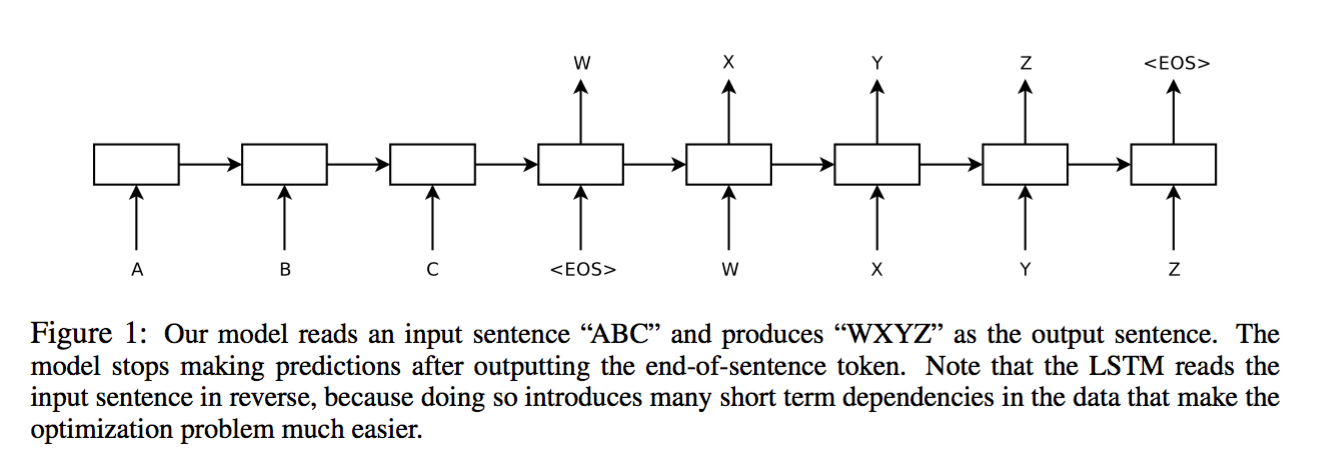 W X Y Z <EOS>
A B C <EOS> W X Y Z
Figure 1: Our model reads an input sentence “ABC” and produces “WXYZ” as the output sentence. The
model stops making predictions after outputting the end-of-sentence token. Note that the LSTM reads the
input sentence in reverse, because doing so introduces many short term dependencies in the data that make the
optimization problem much easier.